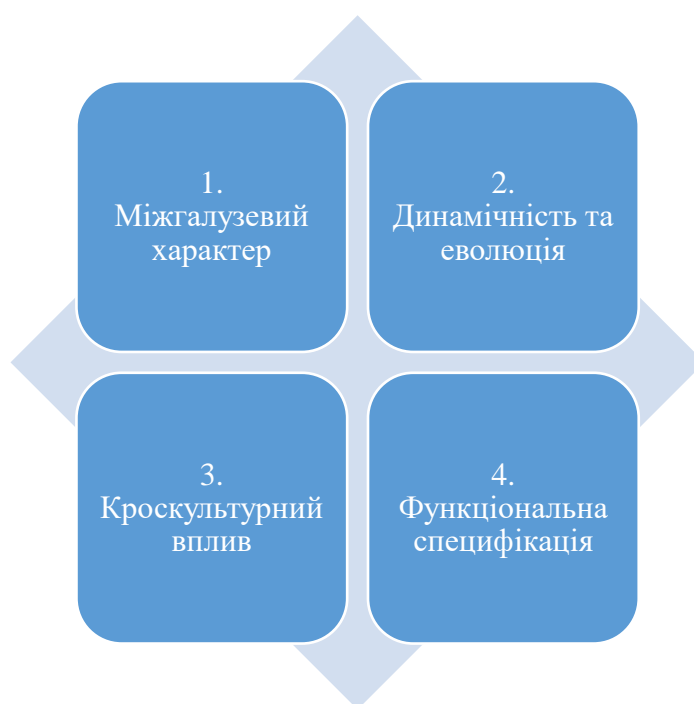 1.
Міжгалузевий
характер
2.
Динамічність та
еволюція
3.
Кроскультурний
вплив
4.
Функціональна
специфікація